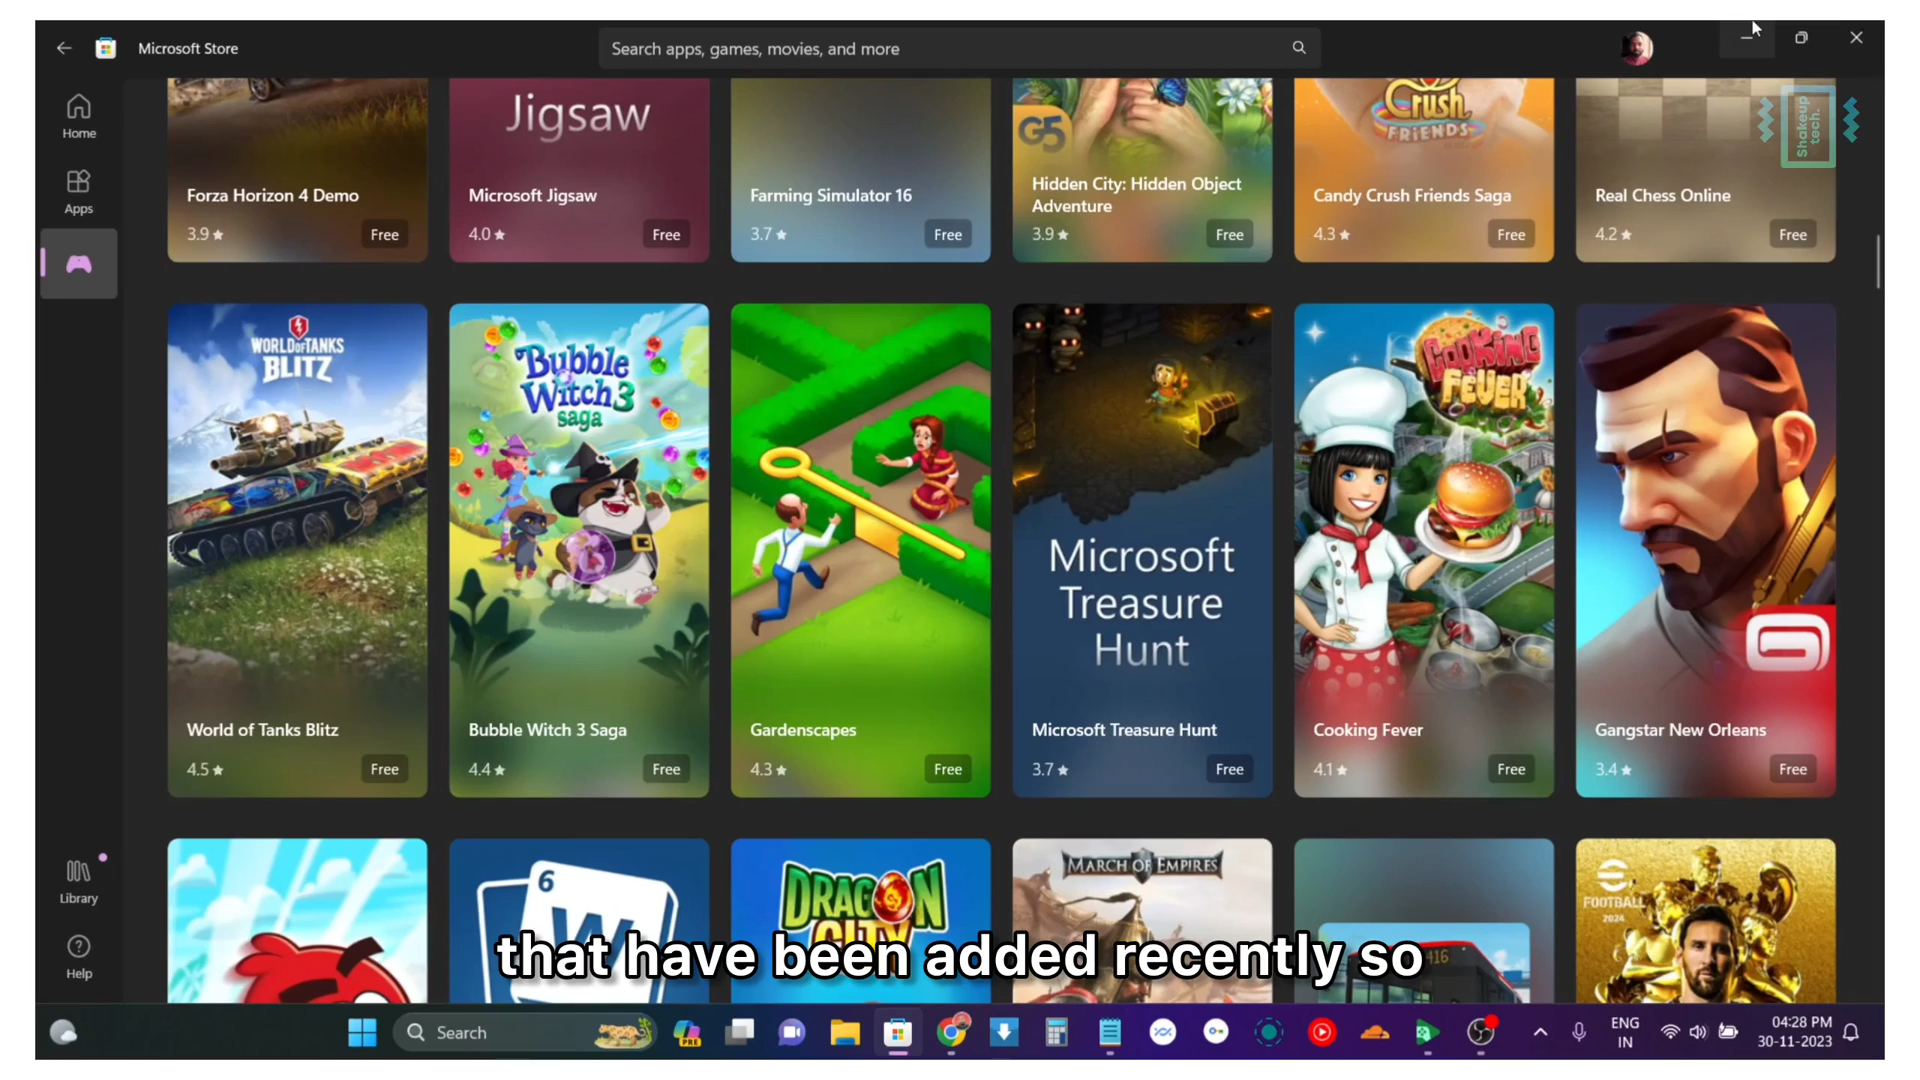 Microsoft Store
Search apps, games, movies, and more
Shakeup
tech.
Home
Apps
Library
Help
Jigsaw
G5
Crush
FRIENDS
Forza Horizon 4 Demo
3.9
Free
Microsoft Jigsaw
4.0
Free
Farming Simulator 16
3.7
Free
Hidden City: Hidden Object
Adventure
3.9
Free
Candy Crush Friends Saga
4.3
Free
Real Chess Online
4.2
Free
WORLD OF TANKS
BLITZ
World of Tanks Blitz
4.5
Free
Bubble
Witch 3
saga
Bubble Witch 3 Saga
4.4
Free
Gardenscapes
4.3
Free
Microsoft
Treasure
Hunt
Microsoft Treasure Hunt
3.7
Free
COOKING
FEVER
Cooking Fever
4.1
Free
Gangstar New Orleans
3.4
Free
6
W
DRAGON
CITY
MARCH OF EMPIRES
416
FOOTBALL
2024
that have been added recently so
Search
PRE
ENG
IN
04:28 PM
30-11-2023